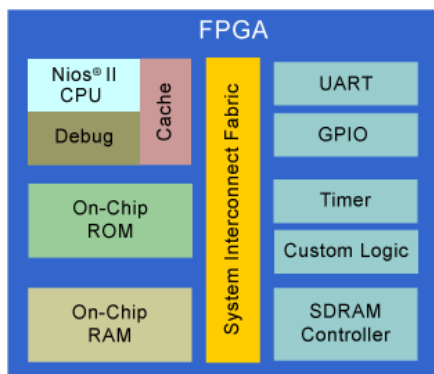 FPGA
Nios® II
CPU
Debug
Cache
On-Chip
ROM
On-Chip
RAM
System Interconnect Fabric
UART
GPIO
Timer
Custom Logic
SDRAM
Controller